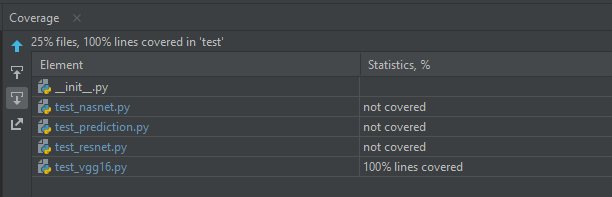 Coverage
25% files, 100% lines covered in 'test'
Element Statistics, %
__init__.py
test_nasnet.py not covered
test_prediction.py not covered
test_resnet.py not covered
test_vgg16.py 100% lines covered